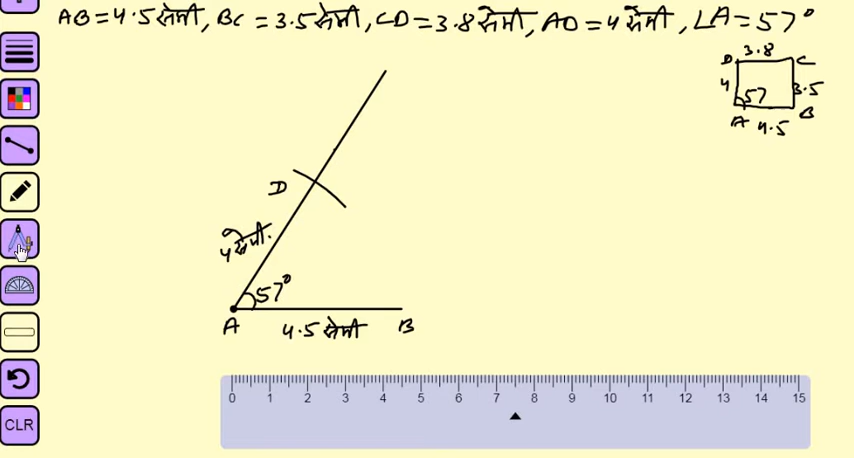 AB = 4.5 सेमी, BC = 3.5 सेमी, CD = 3.8 सेमी, AD = 4 सेमी, ∠A = 57°
D 3.8 C
4 57 3.5
A 4.5 B
D
4 सेमी.
57°
A 4.5 सेमी B
0 1 2 3 4 5 6 7 8 9 10 11 12 13 14 15
CLR